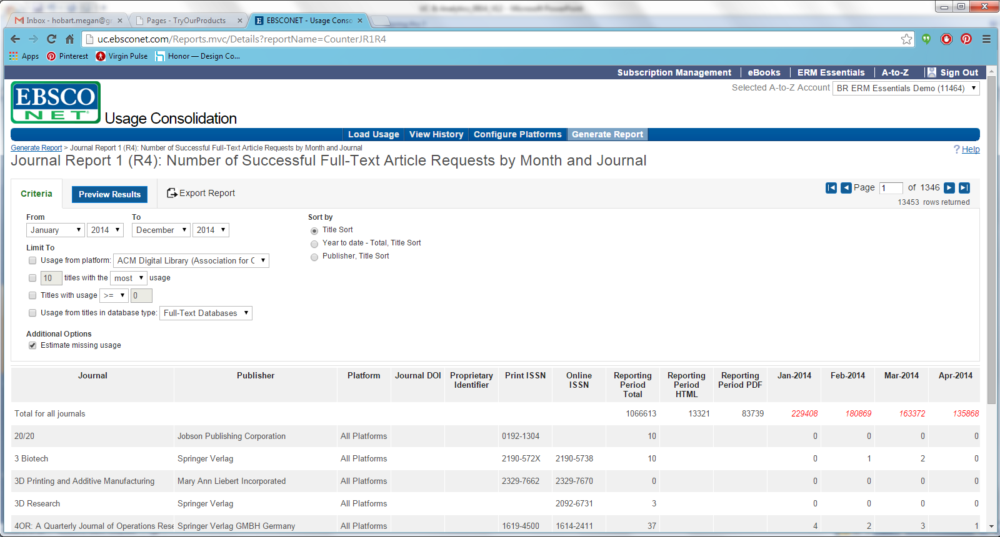 Inbox - hobart.megan@gr
Pages - TryOurProducts
EBSCONET - Usage Conso
uc.ebsconet.com/Reports.mvc/Details?reportName=CounterJR1R4
Apps Pinterest Virgin Pulse Honor — Design Co...
Subscription Management eBooks ERM Essentials A-to-Z Sign Out
Selected A-to-Z Account BR ERM Essentials Demo (11464)
EBSCO
NET
Usage Consolidation
Load Usage View History Configure Platforms Generate Report
Generate Report > Journal Report 1 (R4): Number of Successful Full-Text Article Requests by Month and Journal
? Help
Journal Report 1 (R4): Number of Successful Full-Text Article Requests by Month and Journal
Criteria Preview Results Export Report
Page 1 of 1346
13453 rows returned
From To
January 2014 December 2014
Sort by
Title Sort
Year to date - Total, Title Sort
Publisher, Title Sort
Limit To
Usage from platform: ACM Digital Library (Association for C
10 titles with the most usage
Titles with usage >= 0
Usage from titles in database type: Full-Text Databases
Additional Options
Estimate missing usage
Journal Publisher Platform Journal DOI Proprietary Identifier Print ISSN Online ISSN Reporting Period Total Reporting Period HTML Reporting Period PDF Jan-2014 Feb-2014 Mar-2014 Apr-2014
Total for all journals 1066613 13321 83739 229408 180869 163372 135868
20/20 Jobson Publishing Corporation All Platforms 0192-1304 10 0 0 0 0
3 Biotech Springer Verlag All Platforms 2190-572X 2190-5738 10 0 1 2 0
3D Printing and Additive Manufacturing Mary Ann Liebert Incorporated All Platforms 2329-7662 2329-7670 0 0 0 0 0
3D Research Springer Verlag All Platforms 2092-6731 3 0 0 0 0
4OR: A Quarterly Journal of Operations Rese Springer Verlag GMBH Germany All Platforms 1619-4500 1614-2411 37 4 2 3 1